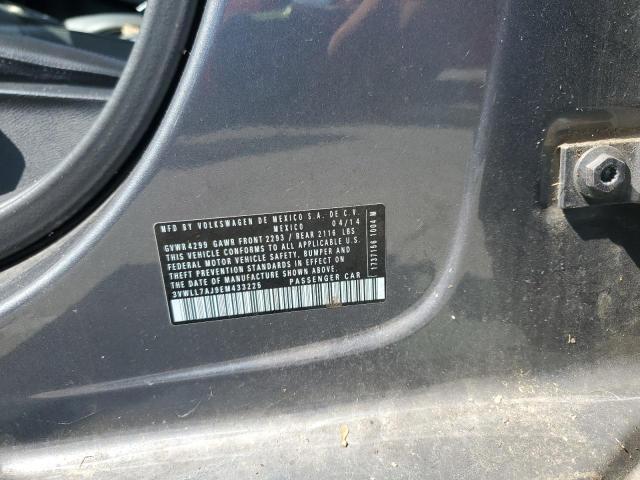 MFD BY VOLKSWAGEN DE MEXICO S.A. DE C.V.
MEXICO 04/14
GVWR 4299 GAWR FRONT 2293 / REAR 2116 LBS
THIS VEHICLE CONFORMS TO ALL APPLICABLE U.S.
FEDERAL MOTOR VEHICLE SAFETY, BUMPER AND
THEFT PREVENTION STANDARDS IN EFFECT ON
THE DATE OF MANUFACTURE SHOWN ABOVE.
3VWLL7AJ9EM433225 PASSENGER CAR
1737156 1004 M